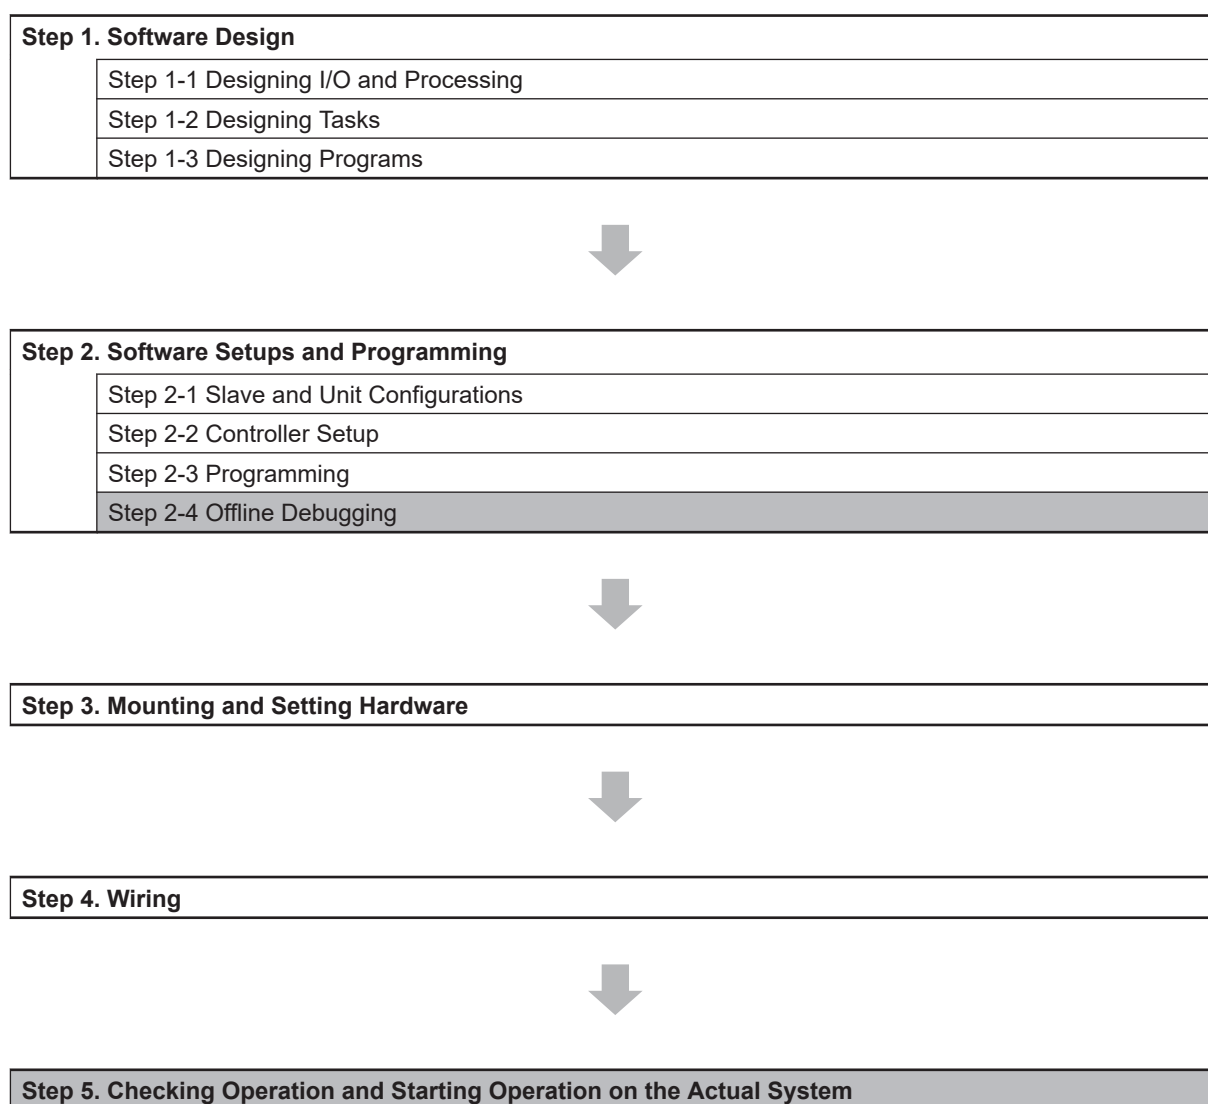 Step 1. Software Design
Step 1-1 Designing I/O and Processing
Step 1-2 Designing Tasks
Step 1-3 Designing Programs
Step 2. Software Setups and Programming
Step 2-1 Slave and Unit Configurations
Step 2-2 Controller Setup
Step 2-3 Programming
Step 2-4 Offline Debugging
Step 3. Mounting and Setting Hardware
Step 4. Wiring
Step 5. Checking Operation and Starting Operation on the Actual System